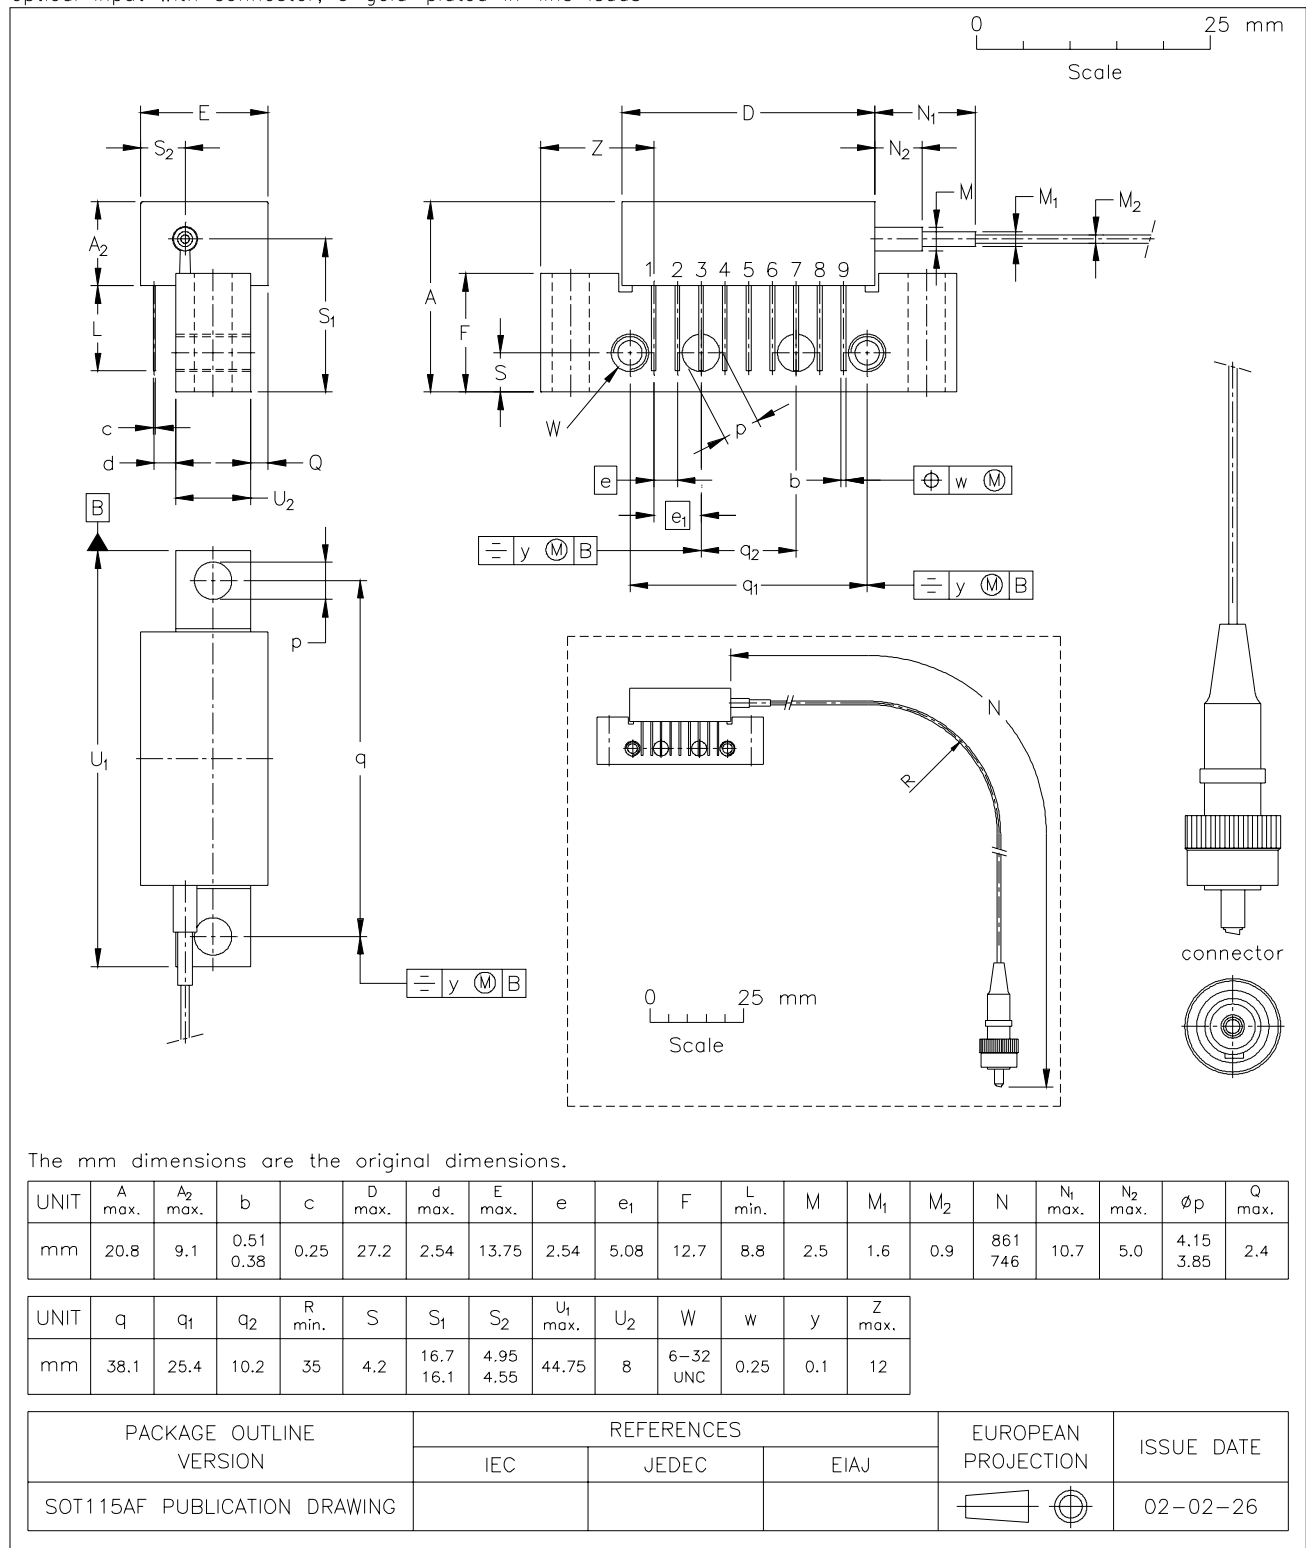 0 25 mm
Scale
E
S2
D
N1
Z
N2
M
M1
M2
A2
A
F
S
L
S1
1 2 3 4 5 6 7 8 9
W
p
c
d
Q
U2
e
b
w M
e1
y M B
q2
q1
y M B
B
p
U1
q
y M B
N
R
0 25 mm
Scale
connector
The mm dimensions are the original dimensions.
UNIT A max. A2 max. b c D max. d max. E max. e e1 F L min. M M1 M2 N N1 max. N2 max. øp Q max.
mm 20.8 9.1 0.51 0.38 0.25 27.2 2.54 13.75 2.54 5.08 12.7 8.8 2.5 1.6 0.9 861 746 10.7 5.0 4.15 3.85 2.4
UNIT q q1 q2 R min. S S1 S2 U1 max. U2 W w y Z max.
mm 38.1 25.4 10.2 35 4.2 16.7 16.1 4.95 4.55 44.75 8 6-32 UNC 0.25 0.1 12
PACKAGE OUTLINE VERSION REFERENCES EUROPEAN PROJECTION ISSUE DATE
IEC JEDEC EIAJ
SOT115AF PUBLICATION DRAWING 02-02-26